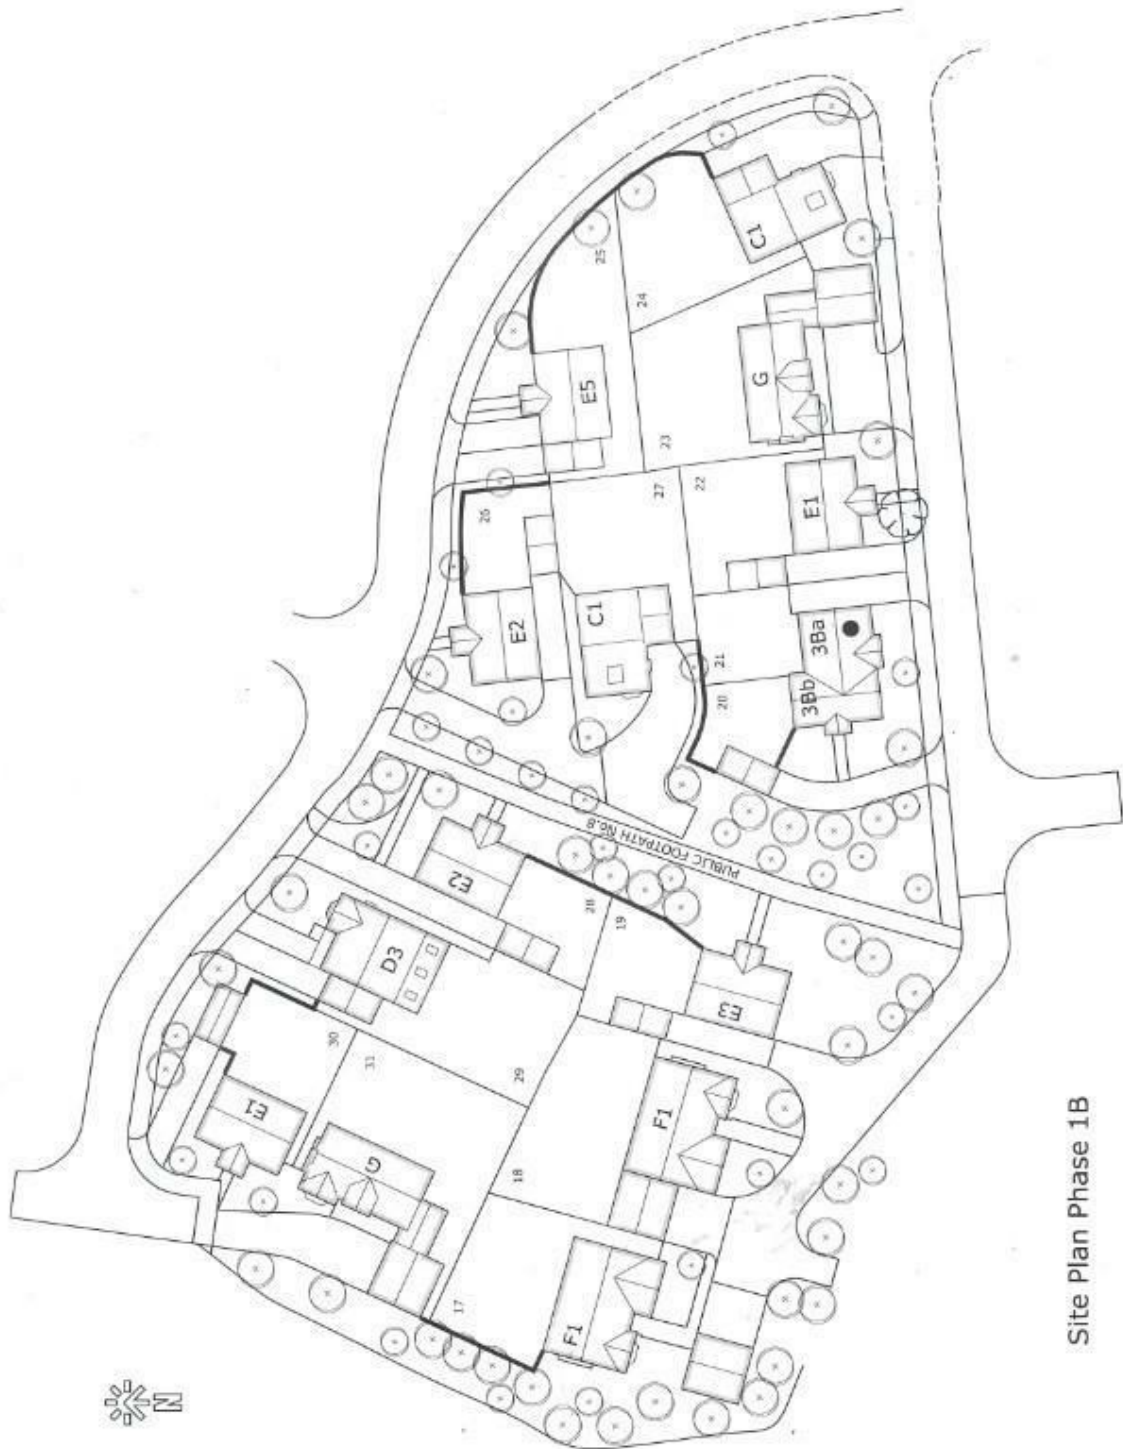 25
24
C1
E5
G
23
26
27
22
E1
E2
C1
21
3Ba
20
3Bb
PUBLIC FOOTPATH No.8
E2
28
19
D3
E3
30
31
29
E1
F1
G
18
17
F1
N
Site Plan Phase 1B